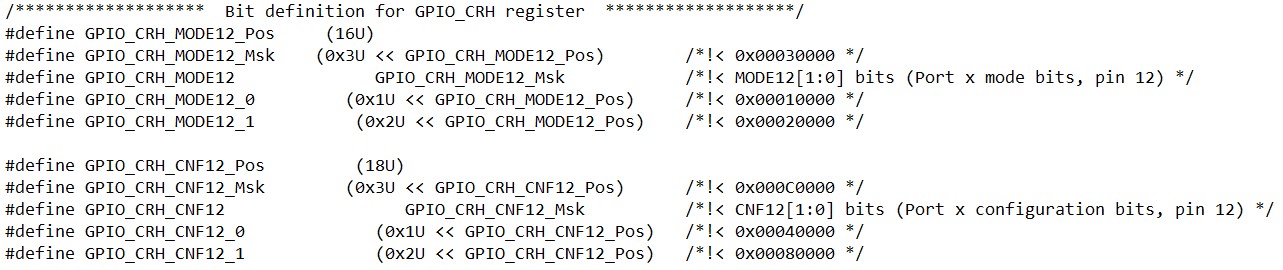 /******************* Bit definition for GPIO_CRH register *******************/
#define GPIO_CRH_MODE12_Pos (16U)
#define GPIO_CRH_MODE12_Msk (0x3U << GPIO_CRH_MODE12_Pos) /*!< 0x00030000 */
#define GPIO_CRH_MODE12 GPIO_CRH_MODE12_Msk /*!< MODE12[1:0] bits (Port x mode bits, pin 12) */
#define GPIO_CRH_MODE12_0 (0x1U << GPIO_CRH_MODE12_Pos) /*!< 0x00010000 */
#define GPIO_CRH_MODE12_1 (0x2U << GPIO_CRH_MODE12_Pos) /*!< 0x00020000 */
#define GPIO_CRH_CNF12_Pos (18U)
#define GPIO_CRH_CNF12_Msk (0x3U << GPIO_CRH_CNF12_Pos) /*!< 0x000C0000 */
#define GPIO_CRH_CNF12 GPIO_CRH_CNF12_Msk /*!< CNF12[1:0] bits (Port x configuration bits, pin 12) */
#define GPIO_CRH_CNF12_0 (0x1U << GPIO_CRH_CNF12_Pos) /*!< 0x00040000 */
#define GPIO_CRH_CNF12_1 (0x2U << GPIO_CRH_CNF12_Pos) /*!< 0x00080000 */